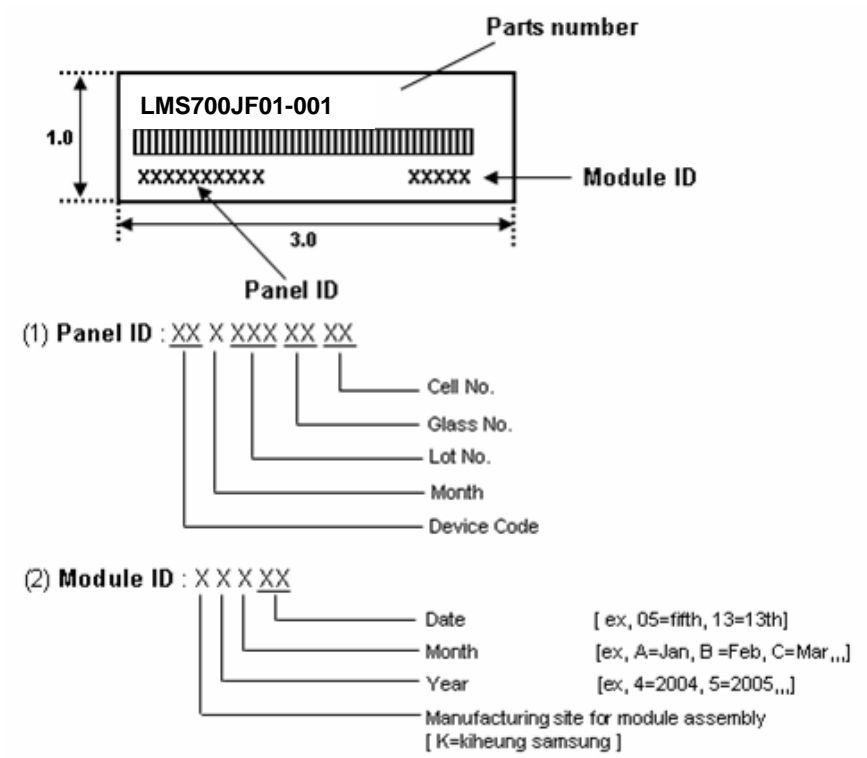 Parts number
LMS700JF01-001
1.0
XXXXXXXXXX XXXXX
Module ID
3.0
Panel ID
(1) Panel ID : XX X XXX XX XX
Cell No.
Glass No.
Lot No.
Month
Device Code
(2) Module ID : X X X XX
Date [ ex, 05=fifth, 13=13th]
Month [ex, A=Jan, B =Feb, C=Mar,,,]
Year [ex, 4=2004, 5=2005,,,]
Manufacturing site for module assembly
[ K=kiheung samsung ]